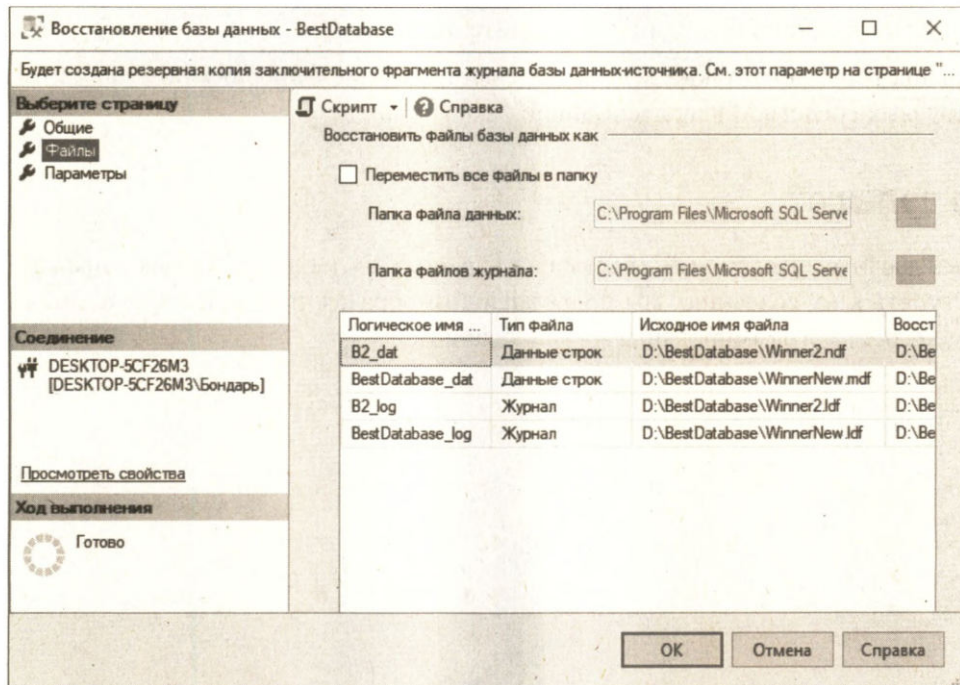 Восстановление базы данных - BestDatabase
Будет создана резервная копия заключительного фрагмента журнала базы данных-источника. См. этот параметр на странице "...
Выберите страницу
Общие
Файлы
Параметры
Скрипт
Справка
Восстановить файлы базы данных как
Переместить все файлы в папку
Папка файла данных: C:\Program Files\Microsoft SQL Serve
Папка файлов журнала: C:\Program Files\Microsoft SQL Serve
Логическое имя ... Тип файла Исходное имя файла Восст
B2_dat Данные строк D:\BestDatabase\Winner2.ndf D:\Be
BestDatabase_dat Данные строк D:\BestDatabase\WinnerNew.mdf D:\Be
B2_log Журнал D:\BestDatabase\Winner2.ldf D:\Be
BestDatabase_log Журнал D:\BestDatabase\WinnerNew.ldf D:\Be
Соединение
DESKTOP-5CF26M3
[DESKTOP-5CF26M3\Бондарь]
Просмотреть свойства
Ход выполнения
Готово
ОК Отмена Справка